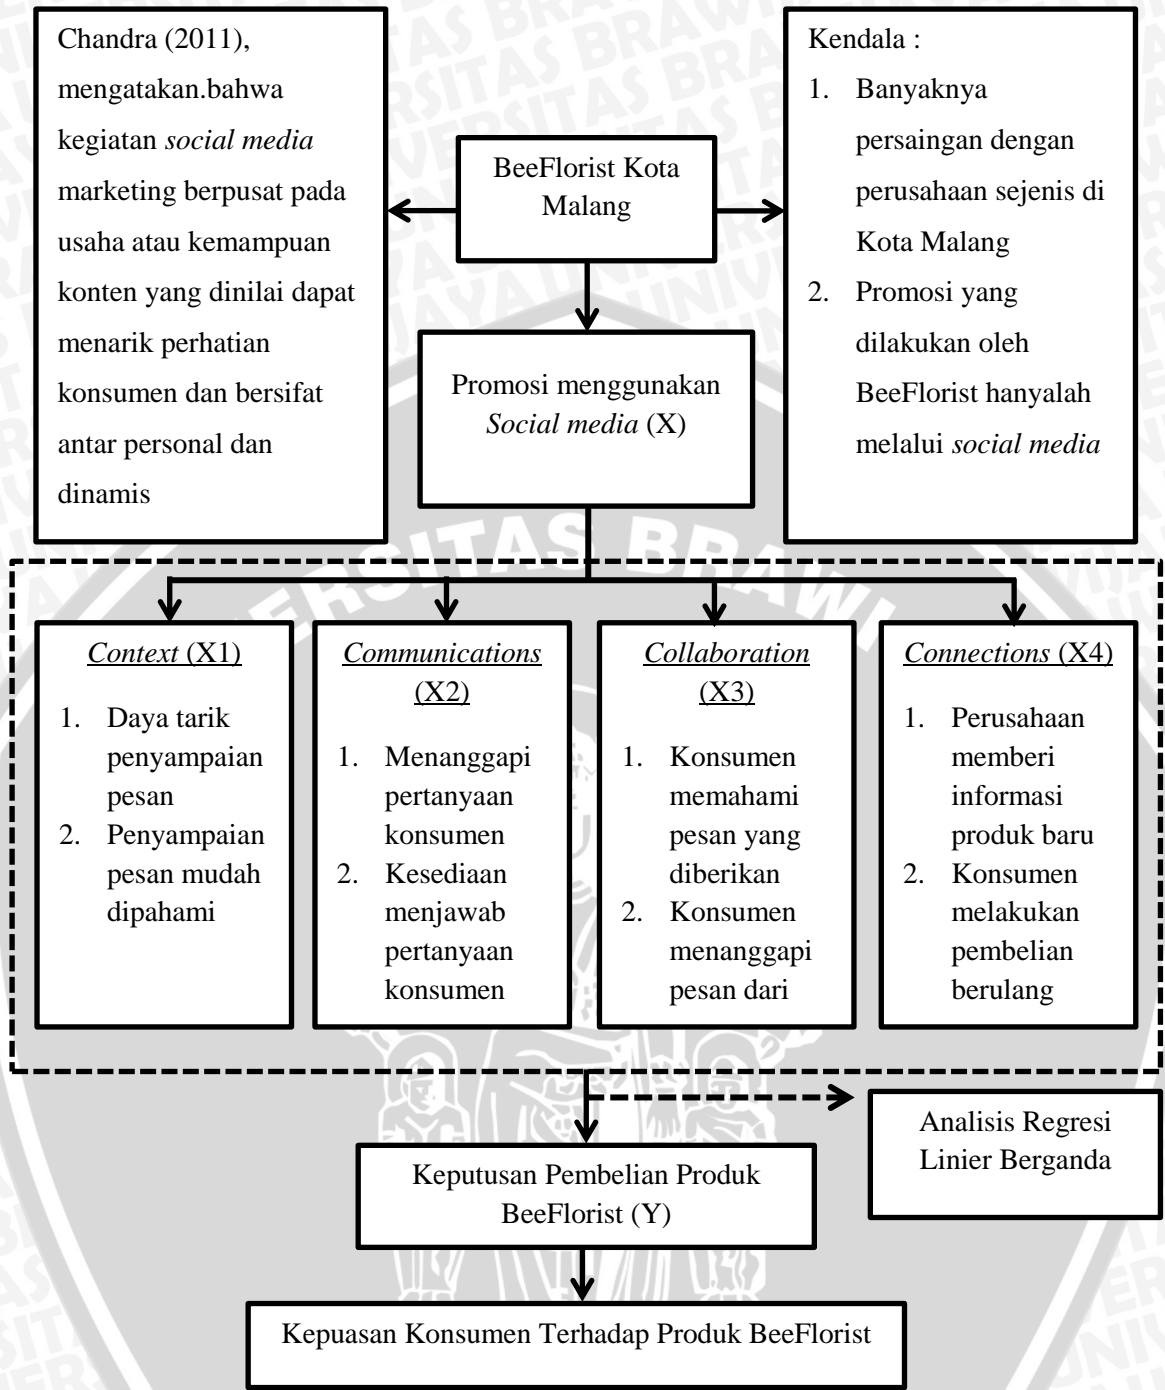 Chandra (2011),
mengatakan.bahwa
kegiatan social media
marketing berpusat pada
usaha atau kemampuan
konten yang dinilai dapat
menarik perhatian
konsumen dan bersifat
antar personal dan
dinamis
BeeFlorist Kota
Malang
Kendala :
1. Banyaknya
persaingan dengan
perusahaan sejenis di
Kota Malang
2. Promosi yang
dilakukan oleh
BeeFlorist hanyalah
melalui social media
Promosi menggunakan
Social media (X)
Context (X1)
1. Daya tarik
penyampaian
pesan
2. Penyampaian
pesan mudah
dipahami
Communications
(X2)
1. Menanggapi
pertanyaan
konsumen
2. Kesediaan
menjawab
pertanyaan
konsumen
Collaboration
(X3)
1. Konsumen
memahami
pesan yang
diberikan
2. Konsumen
menanggapi
pesan dari
Connections (X4)
1. Perusahaan
memberi
informasi
produk baru
2. Konsumen
melakukan
pembelian
berulang
Analisis Regresi
Linier Berganda
Keputusan Pembelian Produk
BeeFlorist (Y)
Kepuasan Konsumen Terhadap Produk BeeFlorist